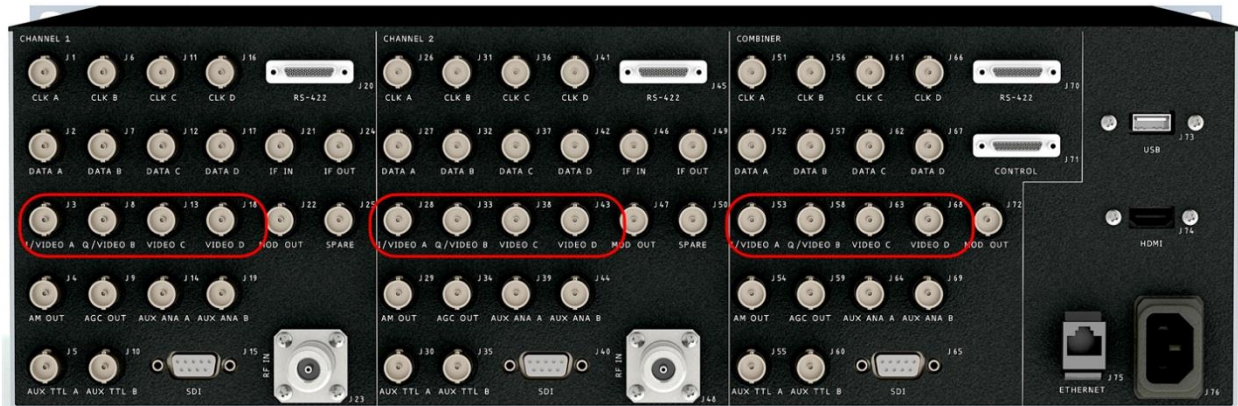 CHANNEL 1 CHANNEL 2 COMBINER
J1 J6 J11 J16 J26 J31 J36 J41 J51 J56 J61 J66
CLK A CLK B CLK C CLK D RS-422 J20 CLK A CLK B CLK C CLK D RS-422 J45 CLK A CLK B CLK C CLK D RS-422 J70
J2 J7 J12 J17 J21 J24 J27 J32 J37 J42 J46 J49 J52 J57 J62 J67 J71 J73
DATA A DATA B DATA C DATA D IF IN IF OUT DATA A DATA B DATA C DATA D IF IN IF OUT DATA A DATA B DATA C DATA D CONTROL USB
J3 J8 J13 J18 J22 J25 J28 J33 J38 J43 J47 J50 J53 J58 J63 J68 J72 J74
I/VIDEO A Q/VIDEO B VIDEO C VIDEO D MOD OUT SPARE I/VIDEO A Q/VIDEO B VIDEO C VIDEO D MOD OUT SPARE I/VIDEO A Q/VIDEO B VIDEO C VIDEO D MOD OUT HDMI
J4 J9 J14 J19 J29 J34 J39 J44 J54 J59 J64 J69
AM OUT AGC OUT AUX ANA A AUX ANA B AM OUT AGC OUT AUX ANA A AUX ANA B AM OUT AGC OUT AUX ANA A AUX ANA B
J5 J10 J15 RF IN J30 J35 J40 RF IN J55 J60 J65 J75
AUX TTL A AUX TTL B SDI J23 AUX TTL A AUX TTL B SDI J48 AUX TTL A AUX TTL B SDI ETHERNET J76